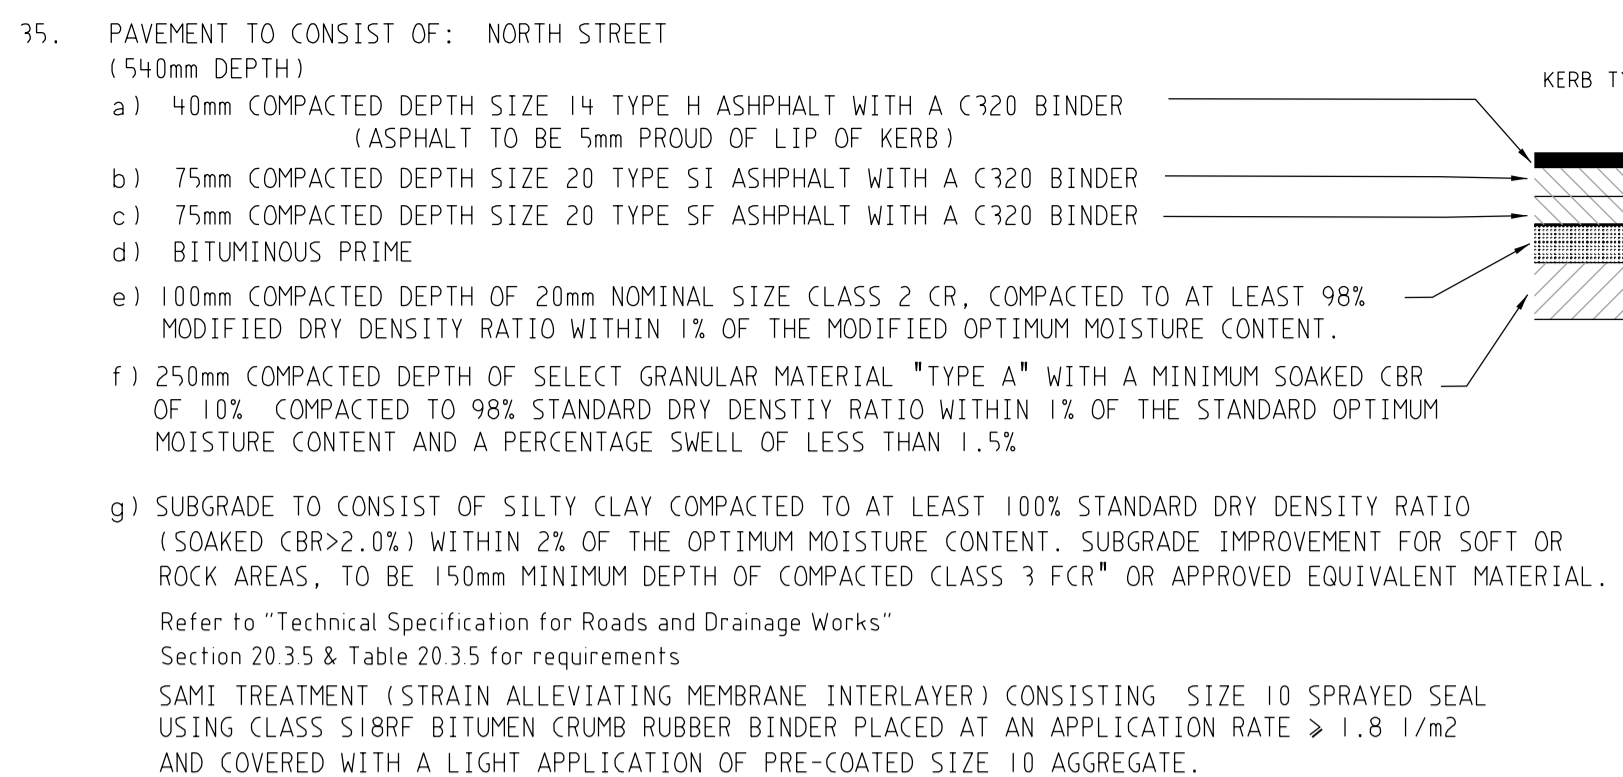 35. PAVEMENT TO CONSIST OF: NORTH STREET
(540mm DEPTH)
KERB
a) 40mm COMPACTED DEPTH SIZE 14 TYPE H ASHPHALT WITH A C320 BINDER
(ASPHALT TO BE 5mm PROUD OF LIP OF KERB)
b) 75mm COMPACTED DEPTH SIZE 20 TYPE SI ASHPHALT WITH A C320 BINDER
c) 75mm COMPACTED DEPTH SIZE 20 TYPE SF ASHPHALT WITH A C320 BINDER
d) BITUMINOUS PRIME
e) 100mm COMPACTED DEPTH OF 20mm NOMINAL SIZE CLASS 2 CR, COMPACTED TO AT LEAST 98%
MODIFIED DRY DENSITY RATIO WITHIN 1% OF THE MODIFIED OPTIMUM MOISTURE CONTENT.
f) 250mm COMPACTED DEPTH OF SELECT GRANULAR MATERIAL "TYPE A" WITH A MINIMUM SOAKED CBR
OF 10% COMPACTED TO 98% STANDARD DRY DENSTIY RATIO WITHIN 1% OF THE STANDARD OPTIMUM
MOISTURE CONTENT AND A PERCENTAGE SWELL OF LESS THAN 1.5%
g) SUBGRADE TO CONSIST OF SILTY CLAY COMPACTED TO AT LEAST 100% STANDARD DRY DENSITY RATIO
(SOAKED CBR>2.0%) WITHIN 2% OF THE OPTIMUM MOISTURE CONTENT. SUBGRADE IMPROVEMENT FOR SOFT OR
ROCK AREAS, TO BE 150mm MINIMUM DEPTH OF COMPACTED CLASS 3 FCR" OR APPROVED EQUIVALENT MATERIAL.
Refer to "Technical Specification for Roads and Drainage Works"
Section 20.3.5 & Table 20.3.5 for requirements
SAMI TREATMENT (STRAIN ALLEVIATING MEMBRANE INTERLAYER) CONSISTING SIZE 10 SPRAYED SEAL
USING CLASS S18RF BITUMEN CRUMB RUBBER BINDER PLACED AT AN APPLICATION RATE ⩾ 1.8 l/m2
AND COVERED WITH A LIGHT APPLICATION OF PRE-COATED SIZE 10 AGGREGATE.